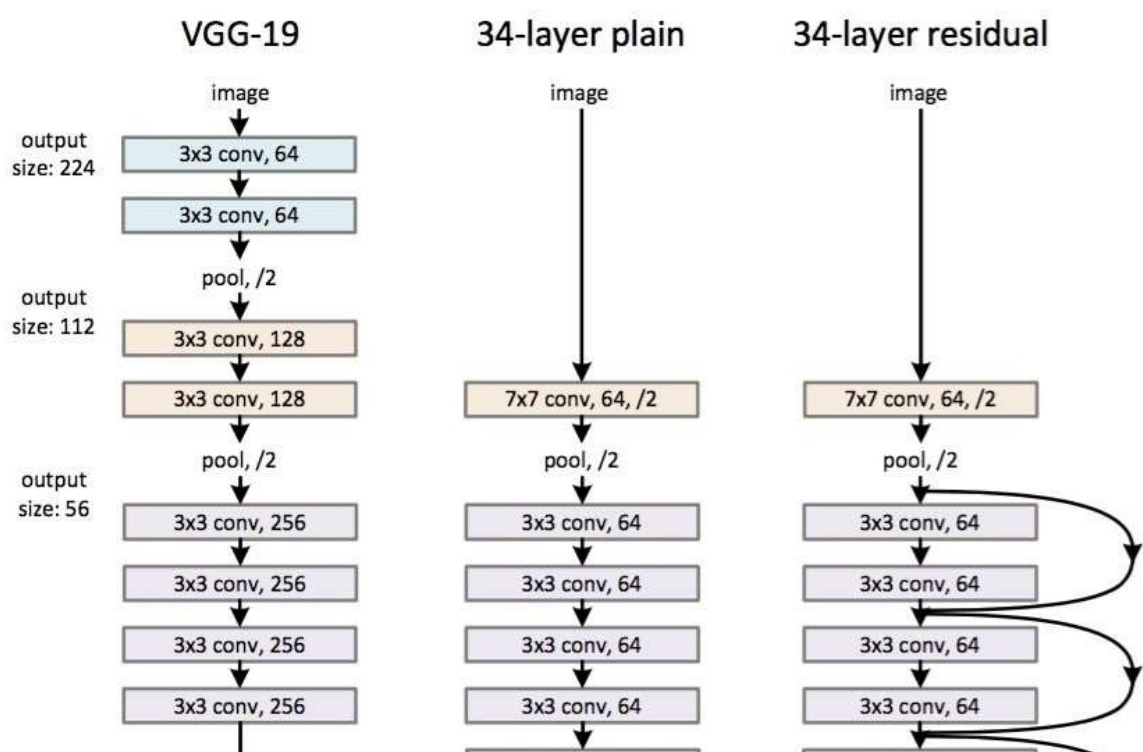 VGG-19
34-layer plain
34-layer residual
image
image
image
output
size: 224
3x3 conv, 64
3x3 conv, 64
pool, /2
output
size: 112
3x3 conv, 128
3x3 conv, 128
7x7 conv, 64, /2
7x7 conv, 64, /2
pool, /2
pool, /2
pool, /2
output
size: 56
3x3 conv, 256
3x3 conv, 64
3x3 conv, 64
3x3 conv, 256
3x3 conv, 64
3x3 conv, 64
3x3 conv, 256
3x3 conv, 64
3x3 conv, 64
3x3 conv, 256
3x3 conv, 64
3x3 conv, 64